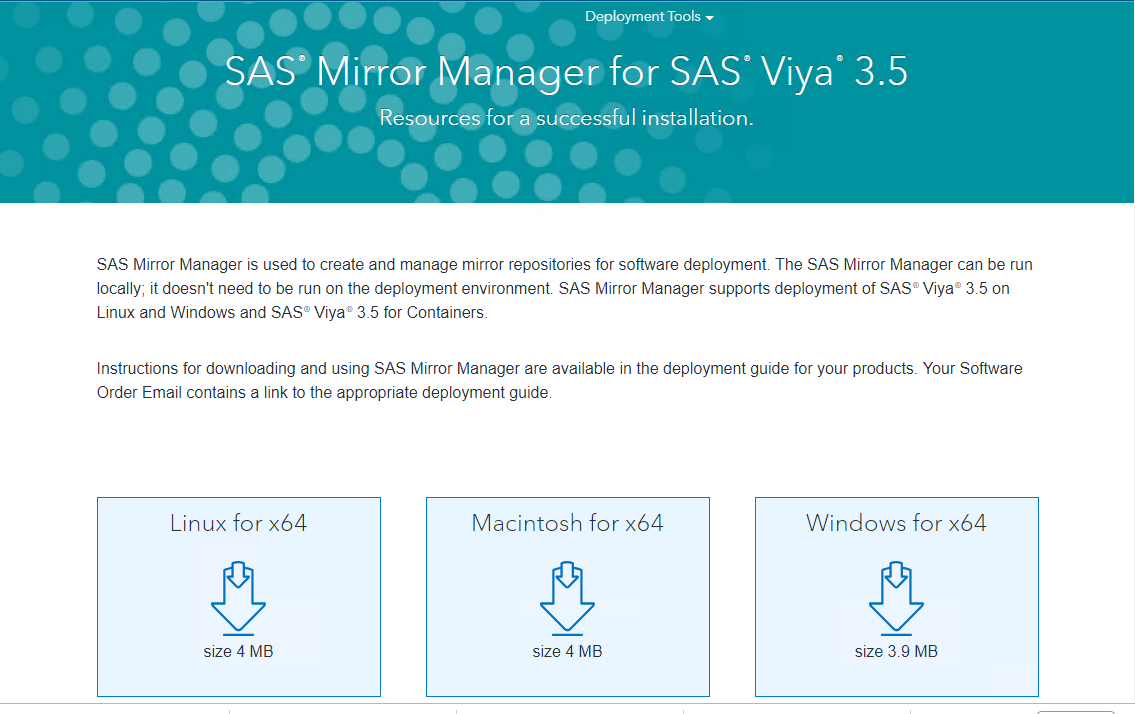 Deployment Tools
SAS® Mirror Manager for SAS® Viya® 3.5
Resources for a successful installation.
SAS Mirror Manager is used to create and manage mirror repositories for software deployment. The SAS Mirror Manager can be run
locally; it doesn't need to be run on the deployment environment. SAS Mirror Manager supports deployment of SAS® Viya® 3.5 on
Linux and Windows and SAS® Viya® 3.5 for Containers.
Instructions for downloading and using SAS Mirror Manager are available in the deployment guide for your products. Your Software
Order Email contains a link to the appropriate deployment guide.
Linux for x64
Macintosh for x64
Windows for x64
size 4 MB
size 4 MB
size 3.9 MB